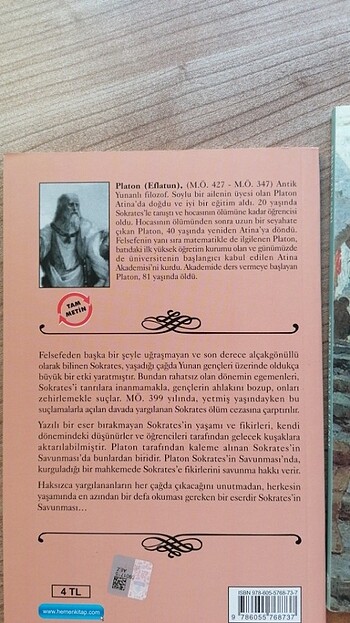 Platon (Eflatun), (M.Ö. 427 - M.Ö. 347) Antik
Yunanlı filozof. Soylu bir ailenin üyesi olan Platon
Atina'da doğdu ve iyi bir eğitim aldı. 20 yaşında
Sokrates'le tanıştı ve hocasının ölümüne kadar öğrencisi
oldu. Hocasının ölümünden sonra uzun bir seyahate
çıkan Platon, 40 yaşında yeniden Atina'ya döndü.
Felsefenin yanı sıra matematikle de ilgilenen Platon,
batıdaki ilk yüksek öğretim kurumu olan ve günümüzde
de üniversitenin başlangıcı kabul edilen Atina
Akademisi'ni kurdu. Akademide ders vermeye başlayan
Platon, 81 yaşında öldü.
TAM
METİN
Felsefeden başka bir şeyle uğraşmayan ve son derece alçakgönüllü
olarak bilinen Sokrates, yaşadığı çağda Yunan gençleri üzerinde oldukça
büyük bir etki yaratmıştır. Bundan rahatsız olan dönemin egemenleri,
Sokrates'i tanrılara inanmamakla, gençlerin ahlakını bozup, onları
zehirlemekle suçlar. MÖ. 399 yılında, yetmiş yaşındayken bu
suçlamalarla açılan davada yargılanan Sokrates ölüm cezasına çarptırılır.
Yazılı bir eser bırakmayan Sokrates'in yaşamı ve fikirleri, kendi
dönemindeki düşünürler ve öğrencileri tarafından gelecek kuşaklara
aktarılabilmiştir. Platon tarafından kaleme alınan Sokrates'in
Savunması'da bunlardan biridir. Platon Sokrates'in Savunması'nda,
kurguladığı bir mahkemede Sokrates'e fikirlerini savunma hakkı verir.
Haksızca yargılananların her çağda çıkacağını unutmadan, herkesin
yaşamında en azından bir defa okuması gereken bir eserdir Sokrates'in
Savunması...
4 TL
www.hemenkitap.com
ISBN 978-605-5768-73-7
9 786055 768737